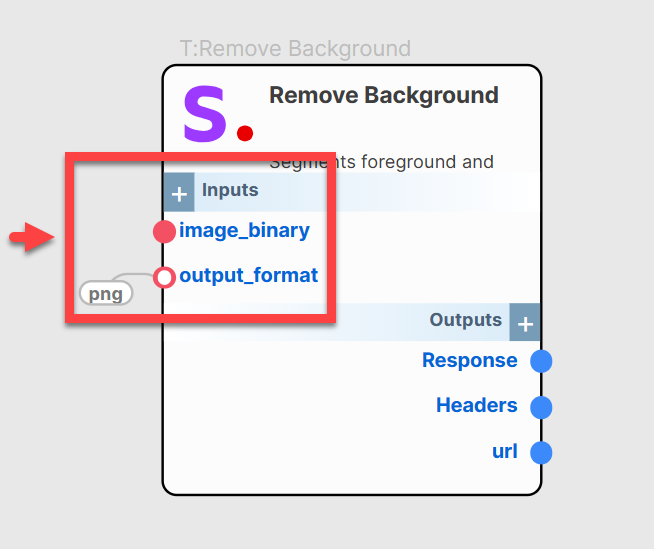 T:Remove Background
S.
Remove Background
Segments foreground and
+ Inputs
image_binary
output_format
png
Outputs +
Response
Headers
url